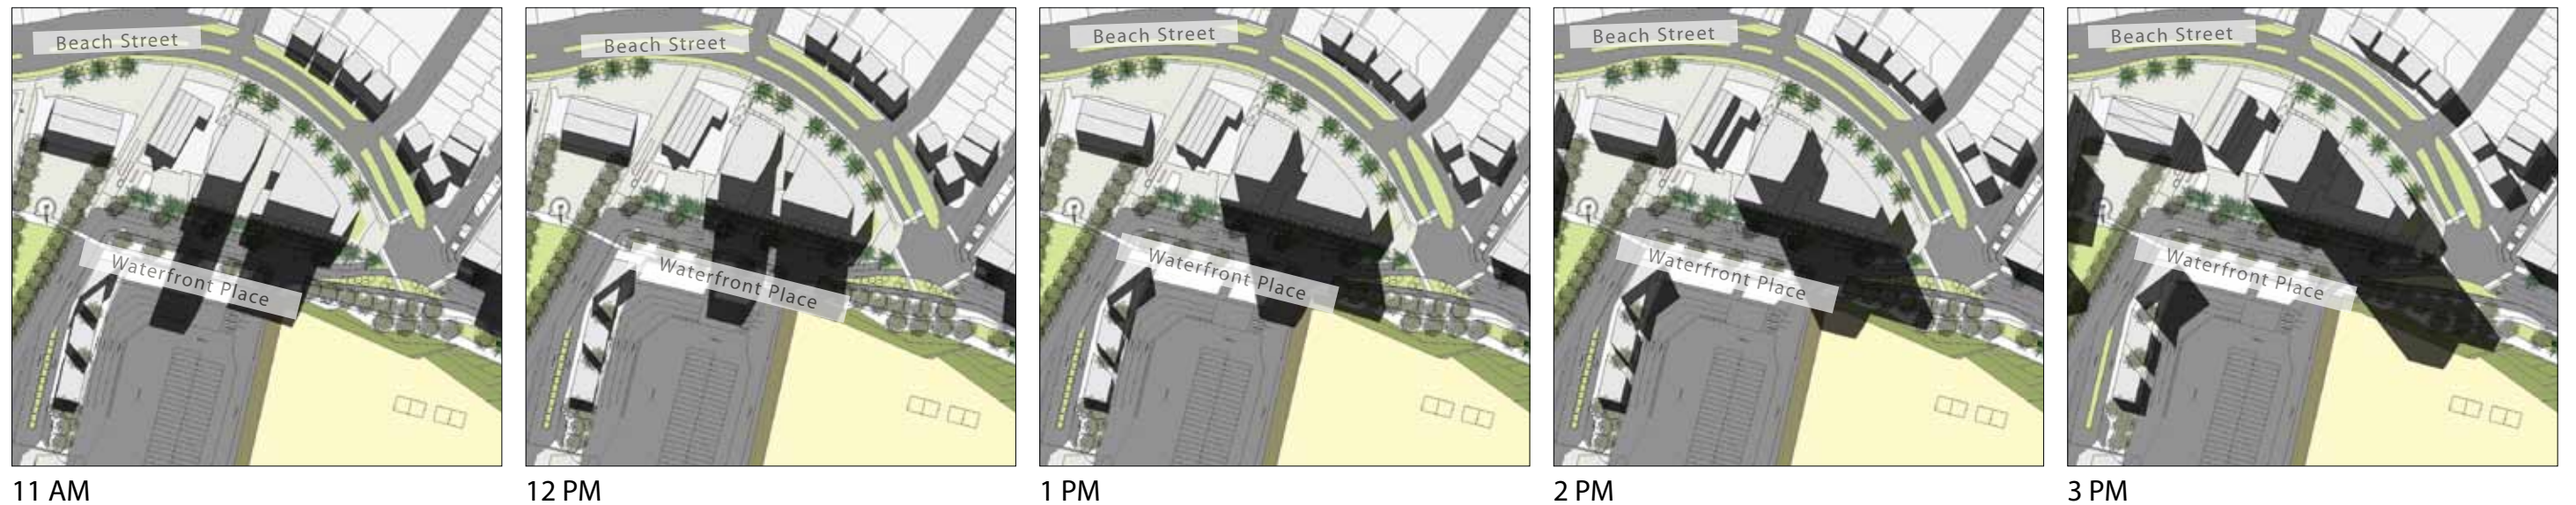 Beach Street
Waterfront Place
11 AM
Beach Street
Waterfront Place
12 PM
Beach Street
Waterfront Place
1 PM
Beach Street
Waterfront Place
2 PM
Beach Street
Waterfront Place
3 PM